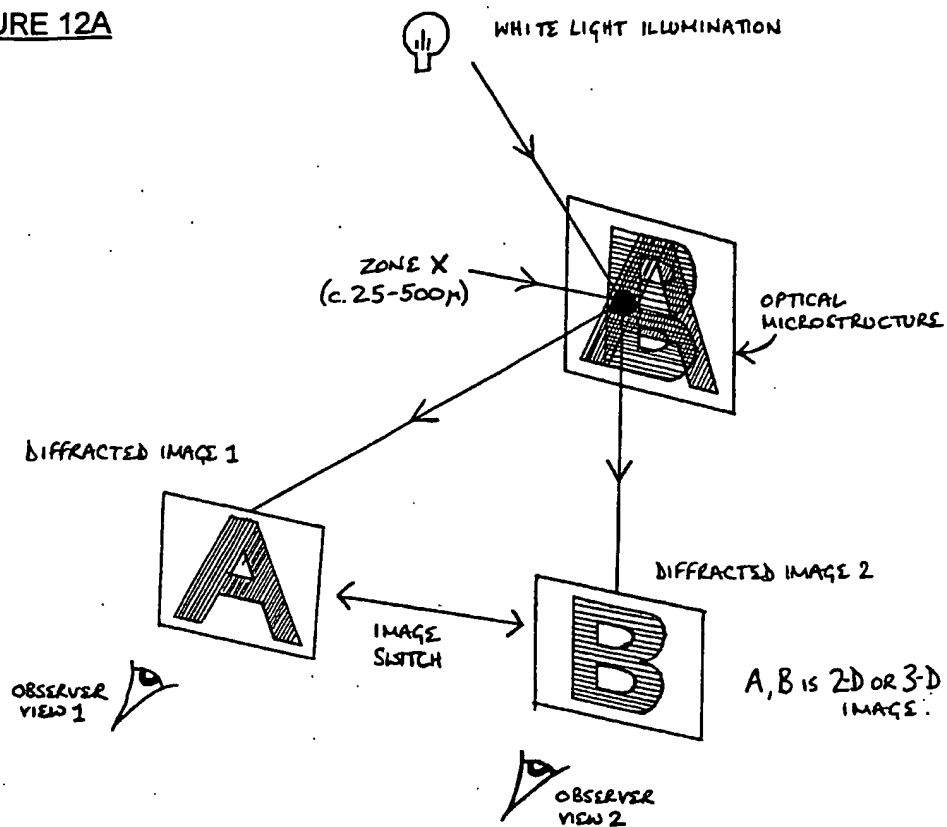 URE 12A
WHITE LIGHT ILLUMINATION
ZONE X
(c. 25-500μ)
OPTICAL
MICROSTRUCTURE
A
B
DIFFRACTED IMAGE 1
A
DIFFRACTED IMAGE 2
B
IMAGE
SWITCH
OBSERVER
VIEW 1
A, B IS 2-D OR 3-D
IMAGE.
OBSERVER
VIEW 2